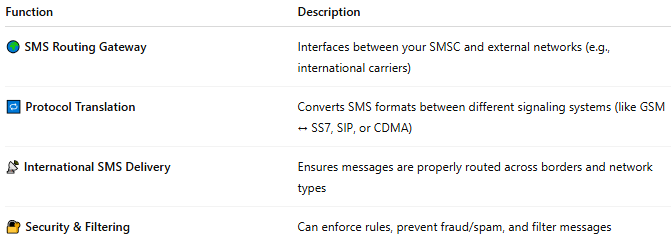 Function Description
🌍 SMS Routing Gateway Interfaces between your SMSC and external networks (e.g.,
international carriers)
🔁 Protocol Translation Converts SMS formats between different signaling systems (like GSM
↔ SS7, SIP, or CDMA)
📡 International SMS Delivery Ensures messages are properly routed across borders and network
types
🔐 Security & Filtering Can enforce rules, prevent fraud/spam, and filter messages